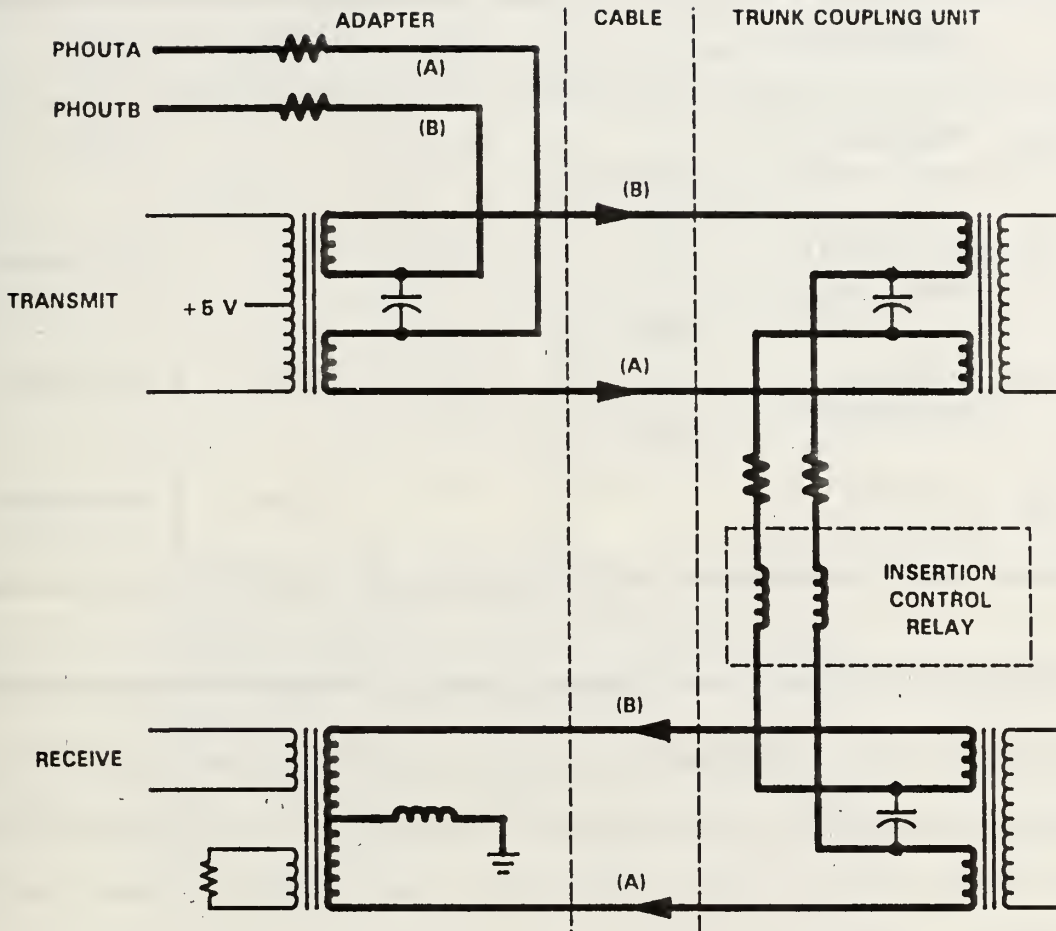 ADAPTER
CABLE
TRUNK COUPLING UNIT
PHOUTA
(A)
PHOUTB
(B)
(B)
TRANSMIT
+5 V
(A)
INSERTION
CONTROL
RELAY
(B)
RECEIVE
(A)